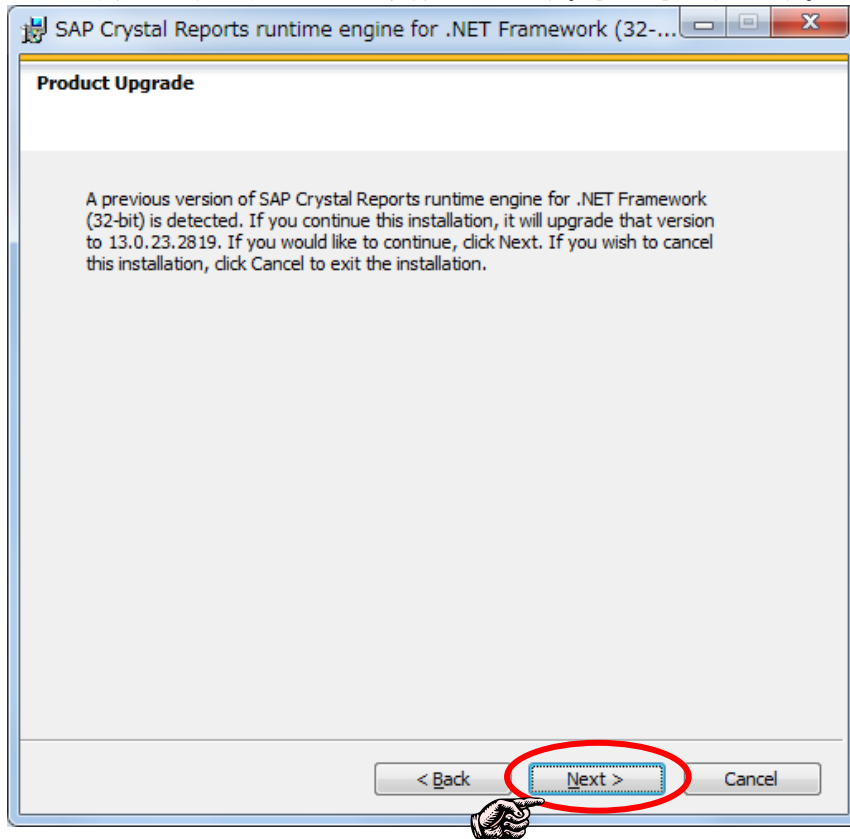 SAP Crystal Reports runtime engine for .NET Framework (32-...
Product Upgrade
A previous version of SAP Crystal Reports runtime engine for .NET Framework
(32-bit) is detected. If you continue this installation, it will upgrade that version
to 13.0.23.2819. If you would like to continue, click Next. If you wish to cancel
this installation, click Cancel to exit the installation.
< Back Next > Cancel